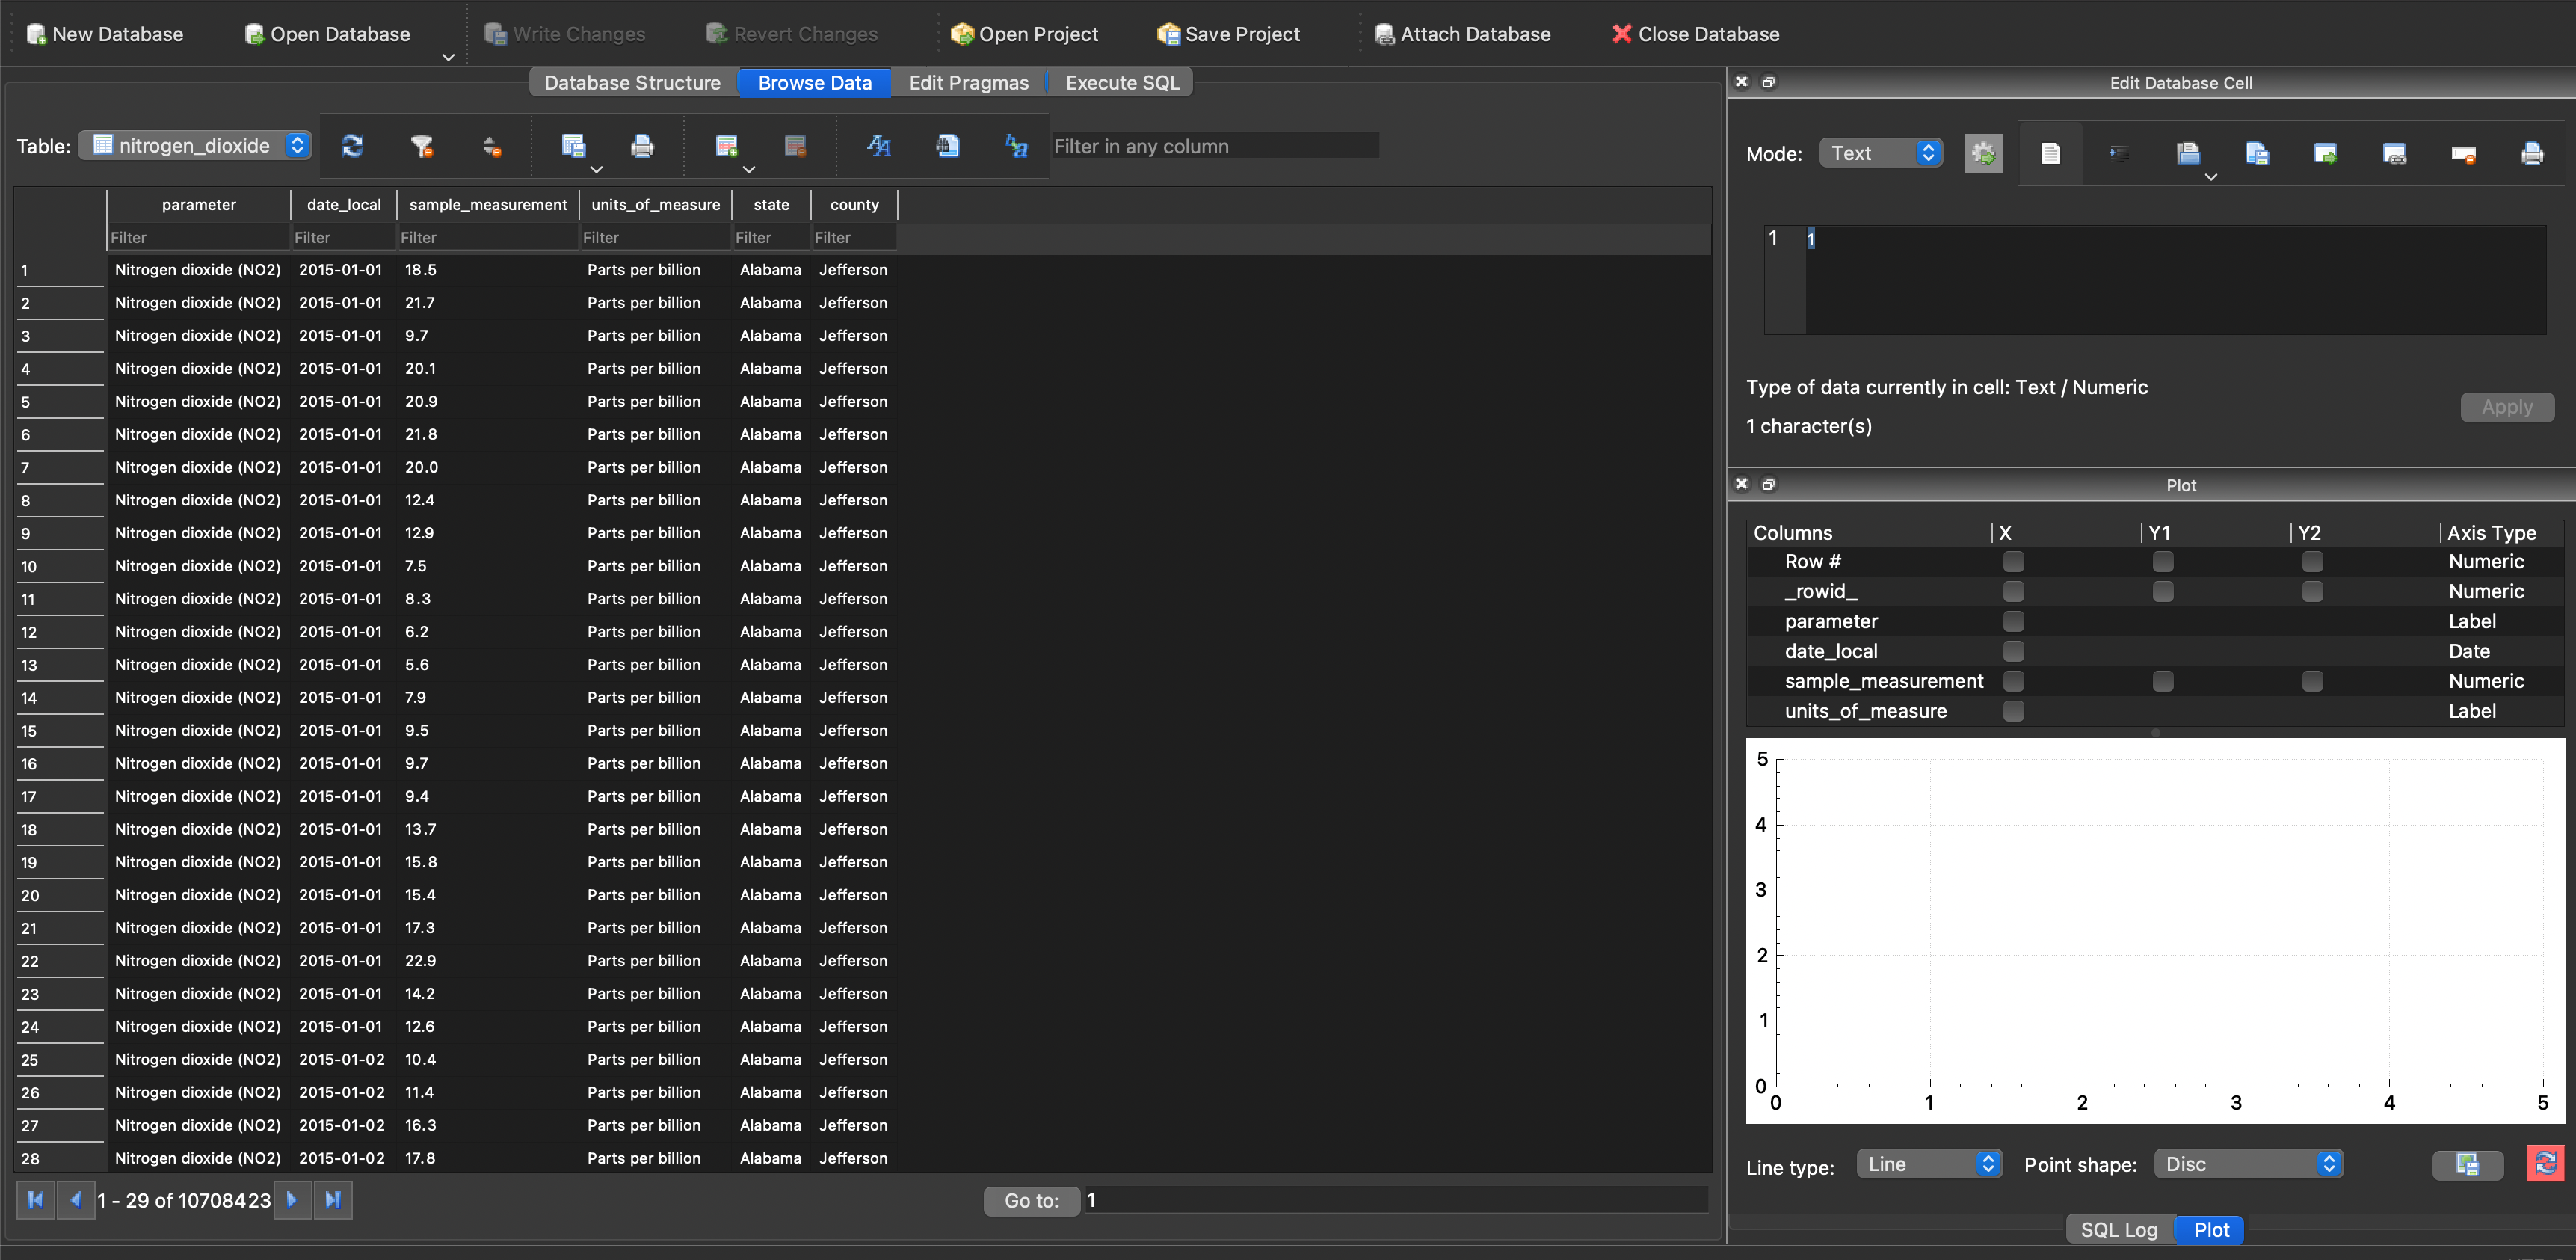 New Database Open Database Write Changes Revert Changes Open Project Save Project Attach Database Close Database
Database Structure Browse Data Edit Pragmas Execute SQL
Table: nitrogen_dioxide Filter in any column
parameter date_local sample_measurement units_of_measure state county
Filter Filter Filter Filter Filter Filter
1 Nitrogen dioxide (NO2) 2015-01-01 18.5 Parts per billion Alabama Jefferson
2 Nitrogen dioxide (NO2) 2015-01-01 21.7 Parts per billion Alabama Jefferson
3 Nitrogen dioxide (NO2) 2015-01-01 9.7 Parts per billion Alabama Jefferson
4 Nitrogen dioxide (NO2) 2015-01-01 20.1 Parts per billion Alabama Jefferson
5 Nitrogen dioxide (NO2) 2015-01-01 20.9 Parts per billion Alabama Jefferson
6 Nitrogen dioxide (NO2) 2015-01-01 21.8 Parts per billion Alabama Jefferson
7 Nitrogen dioxide (NO2) 2015-01-01 20.0 Parts per billion Alabama Jefferson
8 Nitrogen dioxide (NO2) 2015-01-01 12.4 Parts per billion Alabama Jefferson
9 Nitrogen dioxide (NO2) 2015-01-01 12.9 Parts per billion Alabama Jefferson
10 Nitrogen dioxide (NO2) 2015-01-01 7.5 Parts per billion Alabama Jefferson
11 Nitrogen dioxide (NO2) 2015-01-01 8.3 Parts per billion Alabama Jefferson
12 Nitrogen dioxide (NO2) 2015-01-01 6.2 Parts per billion Alabama Jefferson
13 Nitrogen dioxide (NO2) 2015-01-01 5.6 Parts per billion Alabama Jefferson
14 Nitrogen dioxide (NO2) 2015-01-01 7.9 Parts per billion Alabama Jefferson
15 Nitrogen dioxide (NO2) 2015-01-01 9.5 Parts per billion Alabama Jefferson
16 Nitrogen dioxide (NO2) 2015-01-01 9.7 Parts per billion Alabama Jefferson
17 Nitrogen dioxide (NO2) 2015-01-01 9.4 Parts per billion Alabama Jefferson
18 Nitrogen dioxide (NO2) 2015-01-01 13.7 Parts per billion Alabama Jefferson
19 Nitrogen dioxide (NO2) 2015-01-01 15.8 Parts per billion Alabama Jefferson
20 Nitrogen dioxide (NO2) 2015-01-01 15.4 Parts per billion Alabama Jefferson
21 Nitrogen dioxide (NO2) 2015-01-01 17.3 Parts per billion Alabama Jefferson
22 Nitrogen dioxide (NO2) 2015-01-01 22.9 Parts per billion Alabama Jefferson
23 Nitrogen dioxide (NO2) 2015-01-01 14.2 Parts per billion Alabama Jefferson
24 Nitrogen dioxide (NO2) 2015-01-01 12.6 Parts per billion Alabama Jefferson
25 Nitrogen dioxide (NO2) 2015-01-02 10.4 Parts per billion Alabama Jefferson
26 Nitrogen dioxide (NO2) 2015-01-02 11.4 Parts per billion Alabama Jefferson
27 Nitrogen dioxide (NO2) 2015-01-02 16.3 Parts per billion Alabama Jefferson
28 Nitrogen dioxide (NO2) 2015-01-02 17.8 Parts per billion Alabama Jefferson
1 - 29 of 10708423 Go to: 1
Edit Database Cell
Mode: Text
1 1
Type of data currently in cell: Text / Numeric
1 character(s)
Apply
Plot
Columns X Y1 Y2 Axis Type
Row # Numeric
_rowid_ Numeric
parameter Label
date_local Date
sample_measurement Numeric
units_of_measure Label
5
4
3
2
1
0
0 1 2 3 4 5
Line type: Line Point shape: Disc
SQL Log Plot